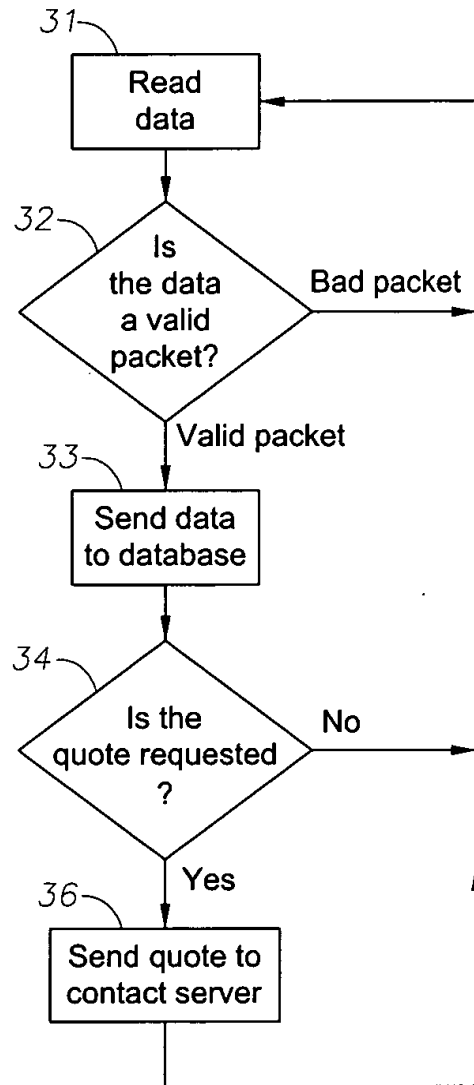 31
Read
data
32
Is
the data
a valid
packet?
Bad packet
Valid packet
33
Send data
to database
34
Is the
quote requested
?
No
Yes
36
Send quote to
contact server